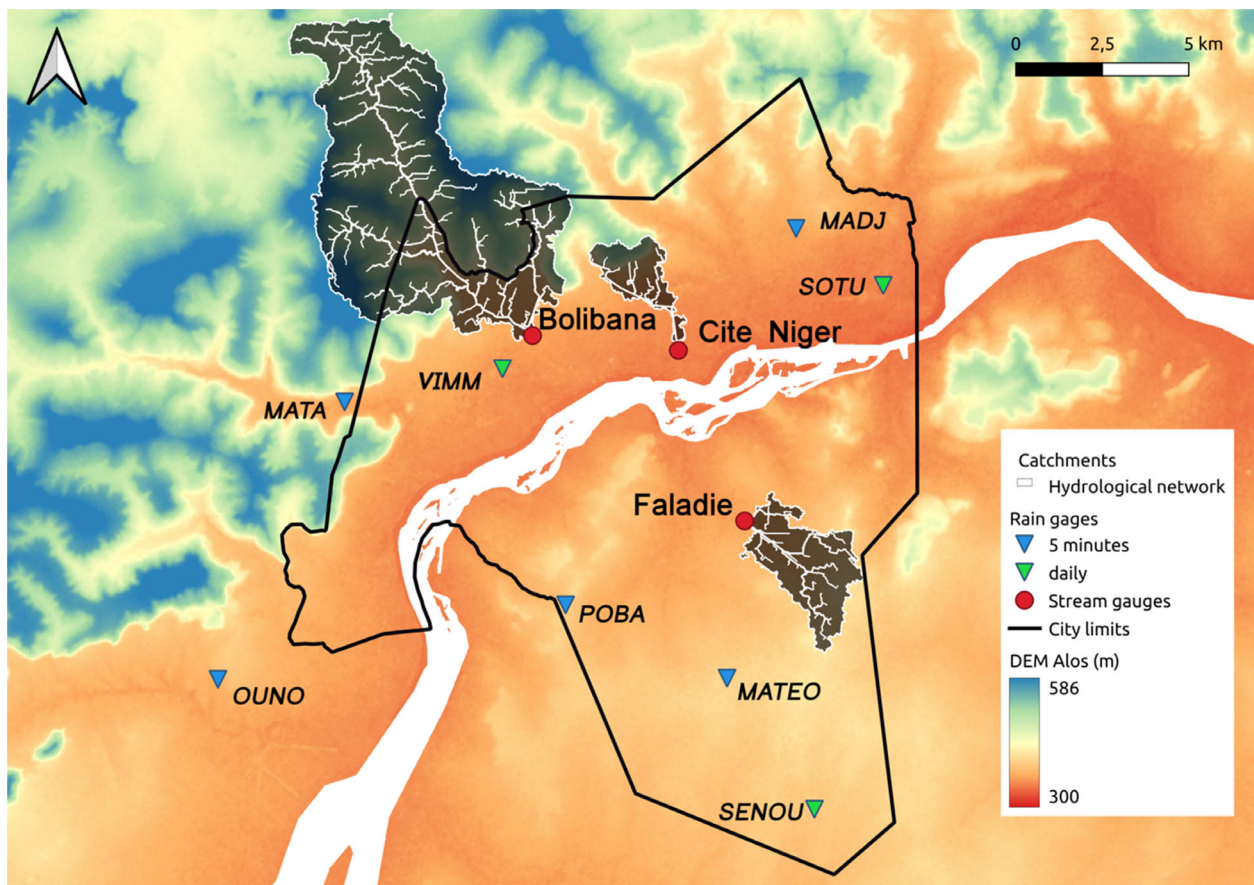 0 2,5 5 km
MADJ
SOTU
Bolibana
Cite Niger
VIMM
MATA
Faladie
POBA
OUNO
MATEO
SENOU
Catchments
Hydrological network
Rain gages
5 minutes
daily
Stream gauges
City limits
DEM Alos (m)
586
300